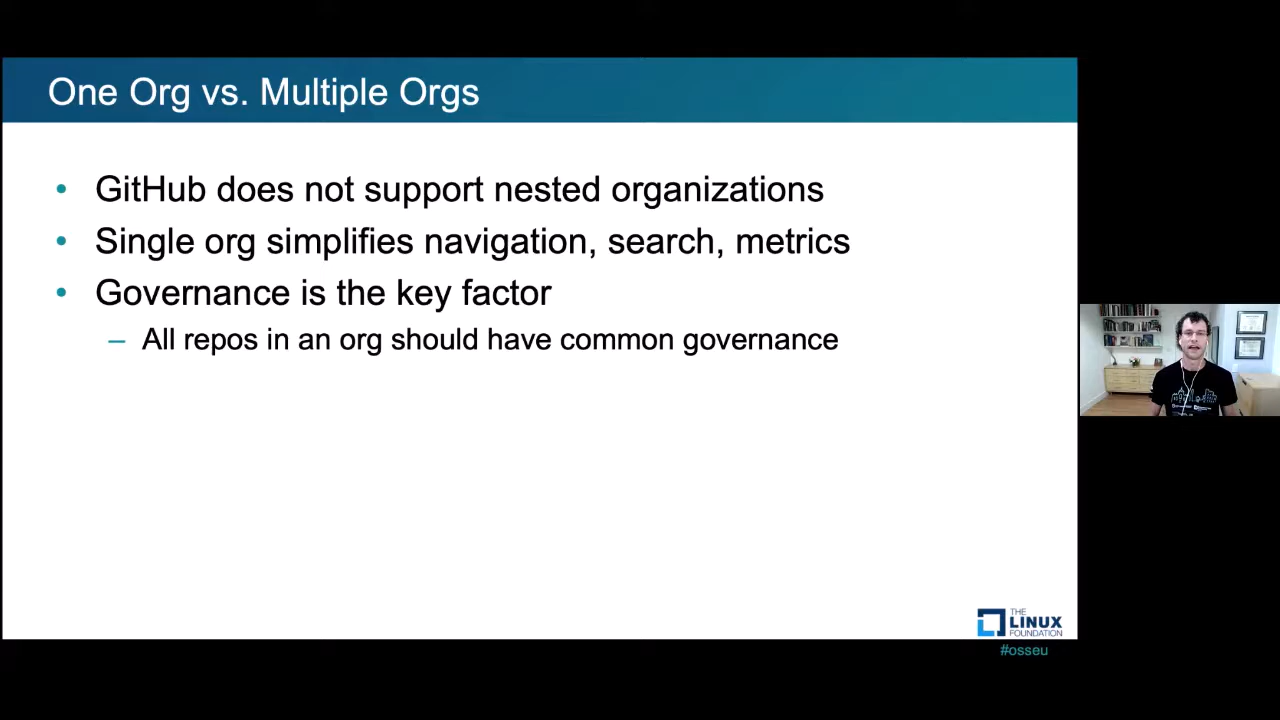 One Org vs. Multiple Orgs
• GitHub does not support nested organizations
• Single org simplifies navigation, search, metrics
• Governance is the key factor
– All repos in an org should have common governance
THE
LINUX
FOUNDATION
#osseu